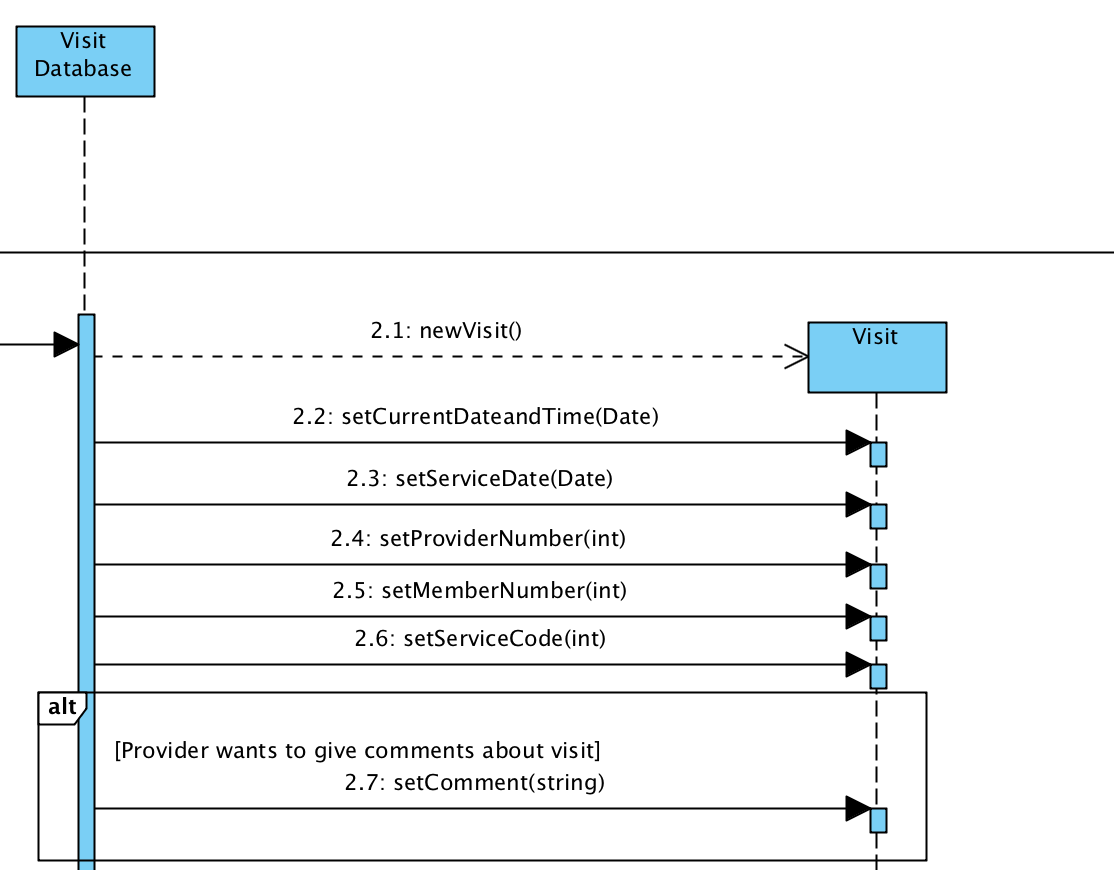 Visit
Database
2.1: newVisit()
Visit
2.2: setCurrentDateandTime(Date)
2.3: setServiceDate(Date)
2.4: setProviderNumber(int)
2.5: setMemberNumber(int)
2.6: setServiceCode(int)
alt
[Provider wants to give comments about visit]
2.7: setComment(string)